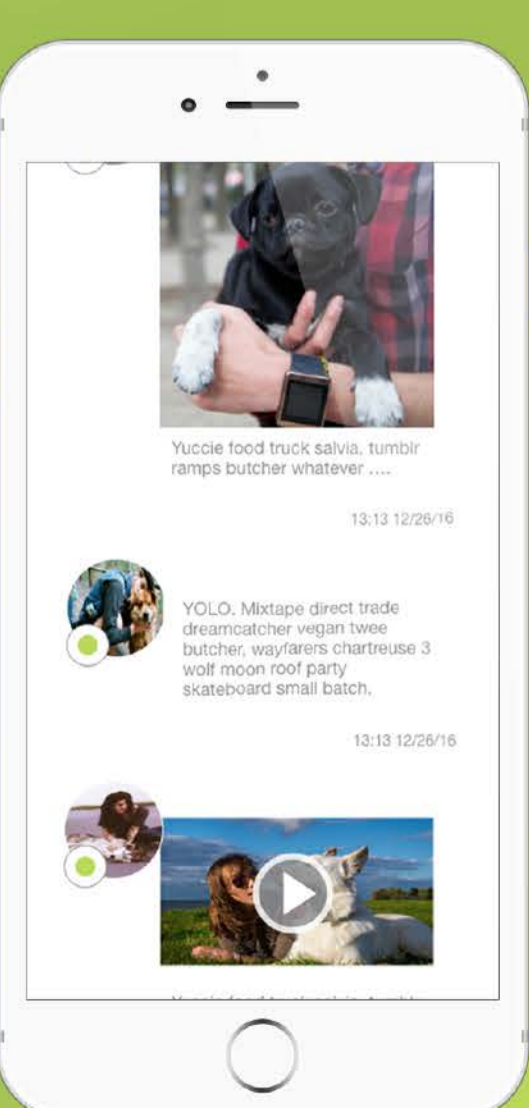 Yuccie food truck salvia, tumblr
ramps butcher whatever ....
13:13 12/26/16
YOLO. Mixtape direct trade
dreamcatcher vegan twee
butcher, wayfarers chartreuse 3
wolf moon roof party
skateboard small batch.
13:13 12/26/16